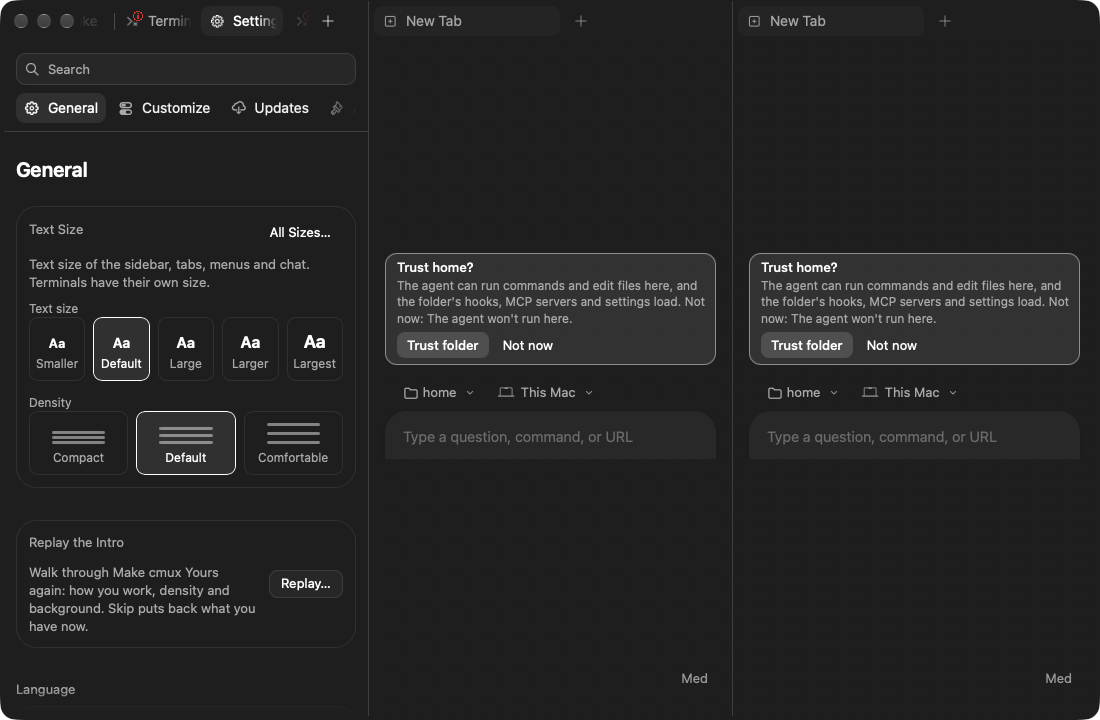 ke
Termin
Setting
New Tab
New Tab
Search
General
Customize
Updates
General
Text Size
All Sizes...
Text size of the sidebar, tabs, menus and chat.
Terminals have their own size.
Text size
Aa
Smaller
Aa
Default
Aa
Large
Aa
Larger
Aa
Largest
Density
Compact
Default
Comfortable
Replay the Intro
Walk through Make cmux Yours
again: how you work, density and
background. Skip puts back what you
have now.
Replay...
Language
Trust home?
The agent can run commands and edit files here, and
the folder's hooks, MCP servers and settings load. Not
now: The agent won't run here.
Trust folder
Not now
home
This Mac
Type a question, command, or URL
Med
Trust home?
The agent can run commands and edit files here, and
the folder's hooks, MCP servers and settings load. Not
now: The agent won't run here.
Trust folder
Not now
home
This Mac
Type a question, command, or URL
Med